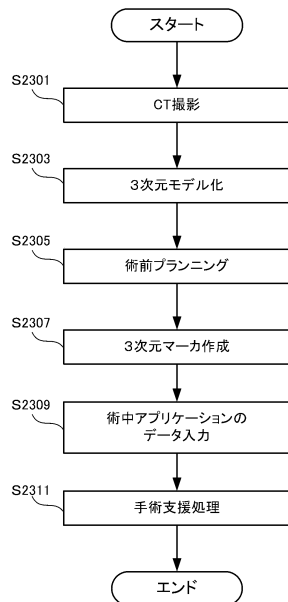 スタート
S2301
CT撮影
S2303
3次元モデル化
S2305
術前プランニング
S2307
3次元マーカ作成
S2309
術中アプリケーションの
データ入力
S2311
手術支援処理
エンド